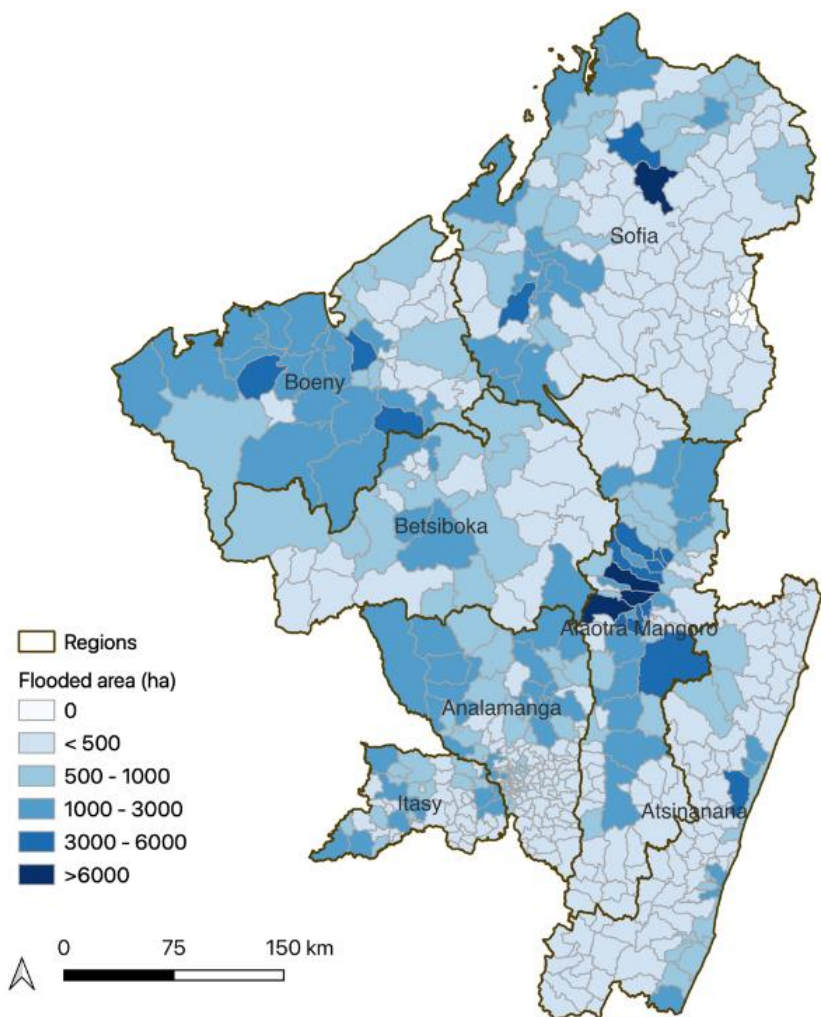 Sofia
Boeny
Betsiboka
Alaotra Mangoro
Analamanga
Itasy
Atsinanana
Regions
Flooded area (ha)
0
< 500
500 - 1000
1000 - 3000
3000 - 6000
>6000
0 75 150 km